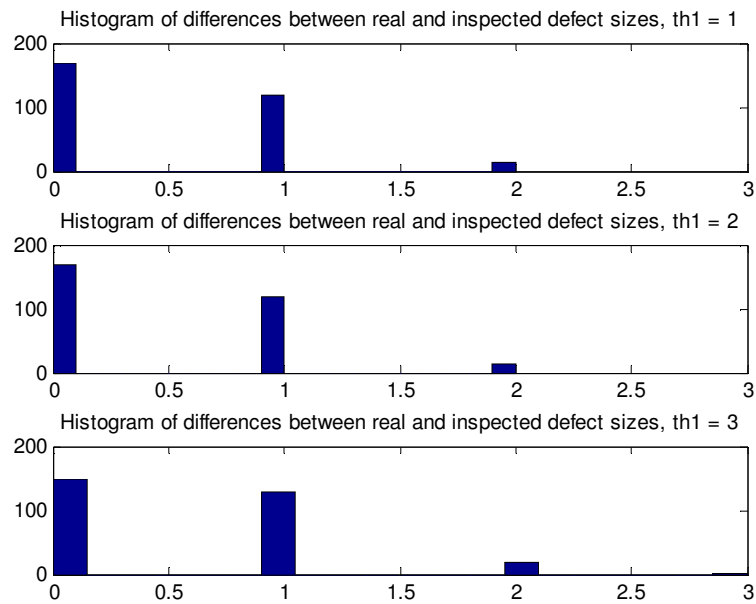 Histogram of differences between real and inspected defect sizes, th1 = 1
200
100
0
0 0.5 1 1.5 2 2.5 3
Histogram of differences between real and inspected defect sizes, th1 = 2
200
100
0
0 0.5 1 1.5 2 2.5 3
Histogram of differences between real and inspected defect sizes, th1 = 3
200
100
0
0 0.5 1 1.5 2 2.5 3